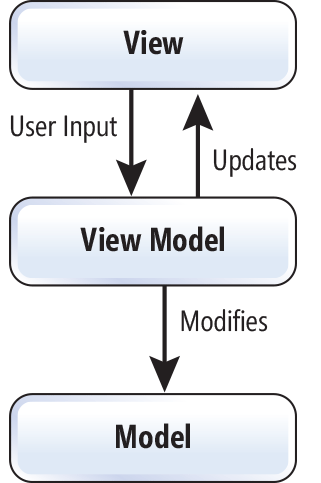 View
User Input
Updates
View Model
Modifies
Model